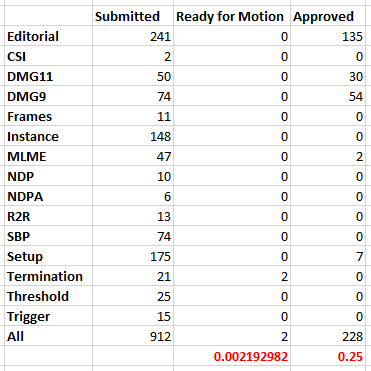 Submitted Ready for Motion Approved
Editorial 241 0 135
CSI 2 0 0
DMG11 50 0 30
DMG9 74 0 54
Frames 11 0 0
Instance 148 0 0
MLME 47 0 2
NDP 10 0 0
NDPA 6 0 0
R2R 13 0 0
SBP 74 0 0
Setup 175 0 7
Termination 21 2 0
Threshold 25 0 0
Trigger 15 0 0
All 912 2 228
0.002192982 0.25